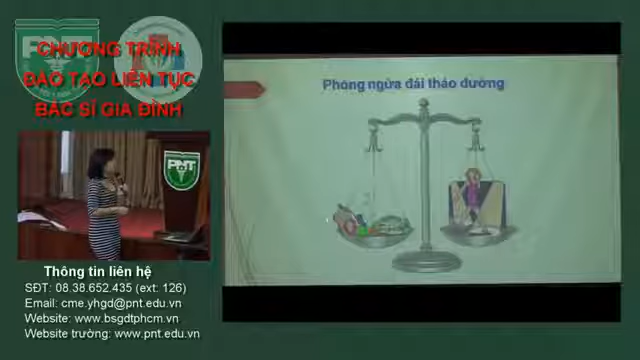 PNT
CHƯƠNG TRÌNH
ĐÀO TẠO LIÊN TỤC
BÁC SĨ GIA ĐÌNH
PNT
Thông tin liên hệ
SĐT: 08.38.652.435 (ext: 126)
Email: cme.yhgd@pnt.edu.vn
Website: www.bsgdtphcm.vn
Website trường: www.pnt.edu.vn
Phòng ngừa đái tháo đường